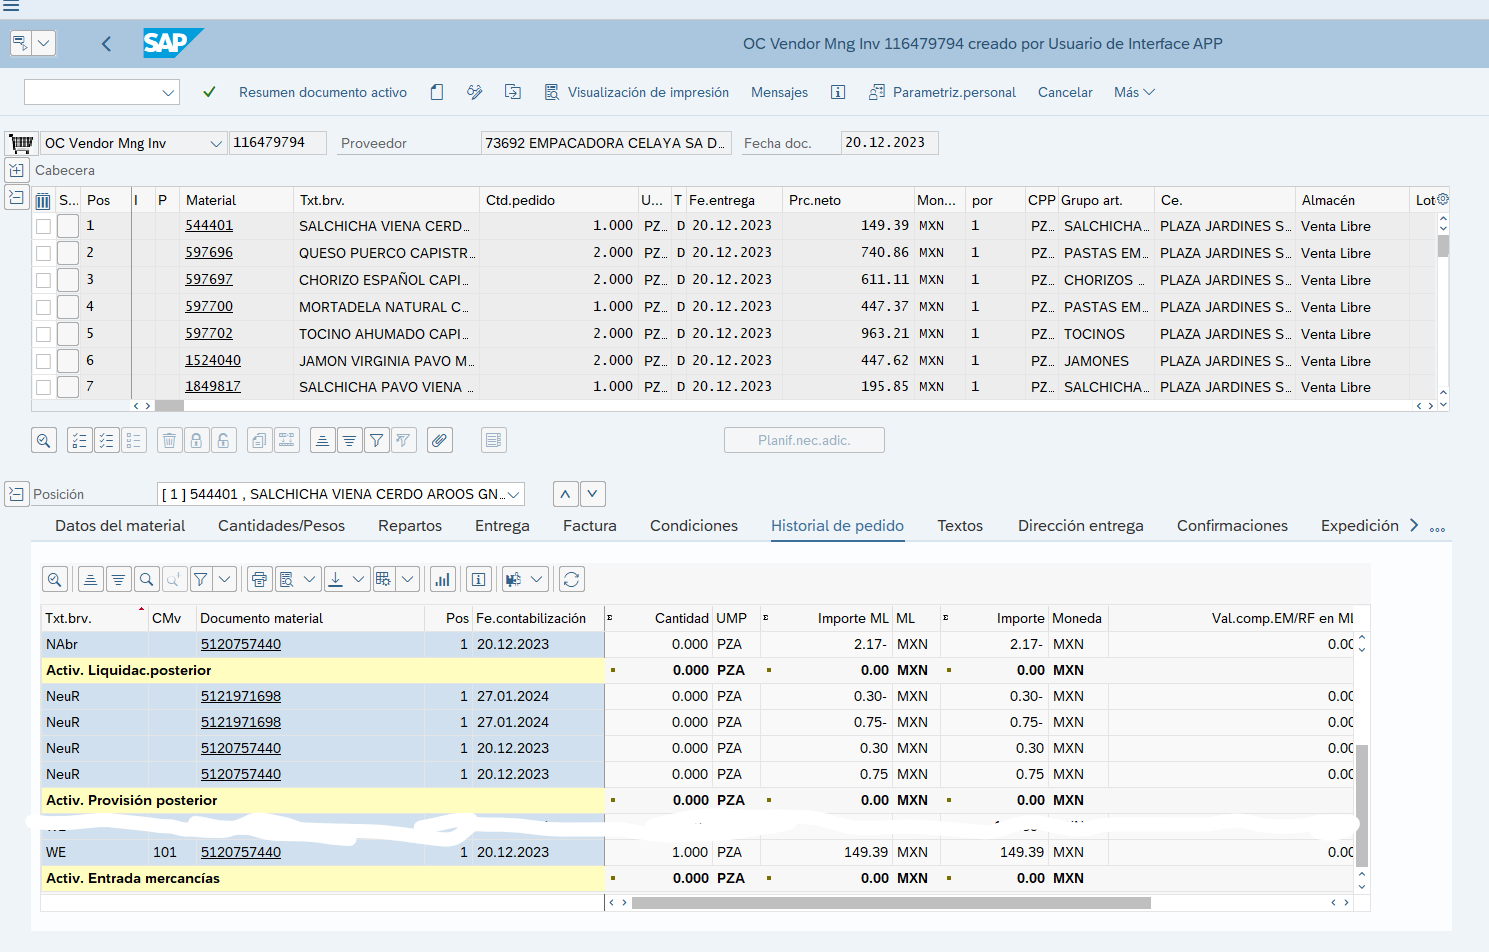 SAP
OC Vendor Mng Inv 116479794 creado por Usuario de Interface APP
Resumen documento activo Visualización de impresión Mensajes Parametriz.personal Cancelar Más
OC Vendor Mng Inv 116479794 Proveedor 73692 EMPACADORA CELAYA SA D... Fecha doc. 20.12.2023
Cabecera
S... Pos I P Material Txt.brv. Ctd.pedido U... T Fe.entrega Prc.neto Mon... por CPP Grupo art. Ce. Almacén Lot
1 544401 SALCHICHA VIENA CERD... 1.000 PZ... D 20.12.2023 149.39 MXN 1 PZ... SALCHICHA... PLAZA JARDINES S... Venta Libre
2 597696 QUESO PUERCO CAPISTR... 2.000 PZ... D 20.12.2023 740.86 MXN 1 PZ... PASTAS EM... PLAZA JARDINES S... Venta Libre
3 597697 CHORIZO ESPAÑOL CAPI... 2.000 PZ... D 20.12.2023 611.11 MXN 1 PZ... CHORIZOS ... PLAZA JARDINES S... Venta Libre
4 597700 MORTADELA NATURAL C... 1.000 PZ... D 20.12.2023 447.37 MXN 1 PZ... PASTAS EM... PLAZA JARDINES S... Venta Libre
5 597702 TOCINO AHUMADO CAPI... 2.000 PZ... D 20.12.2023 963.21 MXN 1 PZ... TOCINOS PLAZA JARDINES S... Venta Libre
6 1524040 JAMON VIRGINIA PAVO M... 2.000 PZ... D 20.12.2023 447.62 MXN 1 PZ... JAMONES PLAZA JARDINES S... Venta Libre
7 1849817 SALCHICHA PAVO VIENA ... 1.000 PZ... D 20.12.2023 195.85 MXN 1 PZ... SALCHICHA... PLAZA JARDINES S... Venta Libre
Planif.nec.adic.
Posición [ 1 ] 544401 , SALCHICHA VIENA CERDO AROOS GN...
Datos del material Cantidades/Pesos Repartos Entrega Factura Condiciones Historial de pedido Textos Dirección entrega Confirmaciones Expedición
Txt.brv. CMv Documento material Pos Fe.contabilización Cantidad UMP Importe ML ML Importe Moneda Val.comp.EM/RF en ML
NAbr 5120757440 1 20.12.2023 0.000 PZA 2.17- MXN 2.17- MXN 0.00
Activ. Liquidac.posterior 0.000 PZA 0.00 MXN 0.00 MXN
NeuR 5121971698 1 27.01.2024 0.000 PZA 0.30- MXN 0.30- MXN 0.00
NeuR 5121971698 1 27.01.2024 0.000 PZA 0.75- MXN 0.75- MXN 0.00
NeuR 5120757440 1 20.12.2023 0.000 PZA 0.30 MXN 0.30 MXN 0.00
NeuR 5120757440 1 20.12.2023 0.000 PZA 0.75 MXN 0.75 MXN 0.00
Activ. Provisión posterior 0.000 PZA 0.00 MXN 0.00 MXN
WE 101 5120757440 1 20.12.2023 1.000 PZA 149.39 MXN 149.39 MXN 0.00
Activ. Entrada mercancías 0.000 PZA 0.00 MXN 0.00 MXN